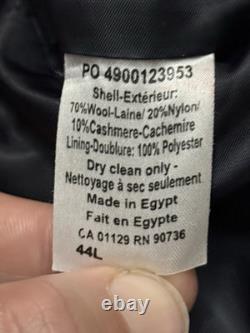 PO 4900123953
Shell-Extérieur:
70%Wool-Laine/ 20%Nylon/
10%Cashmere-Cachemire
Lining-Doublure: 100% Polyester
Dry clean only -
Nettoyage à sec seulement
Made in Egypt
Fait en Egypte
CA 01129 RN 90736
44L